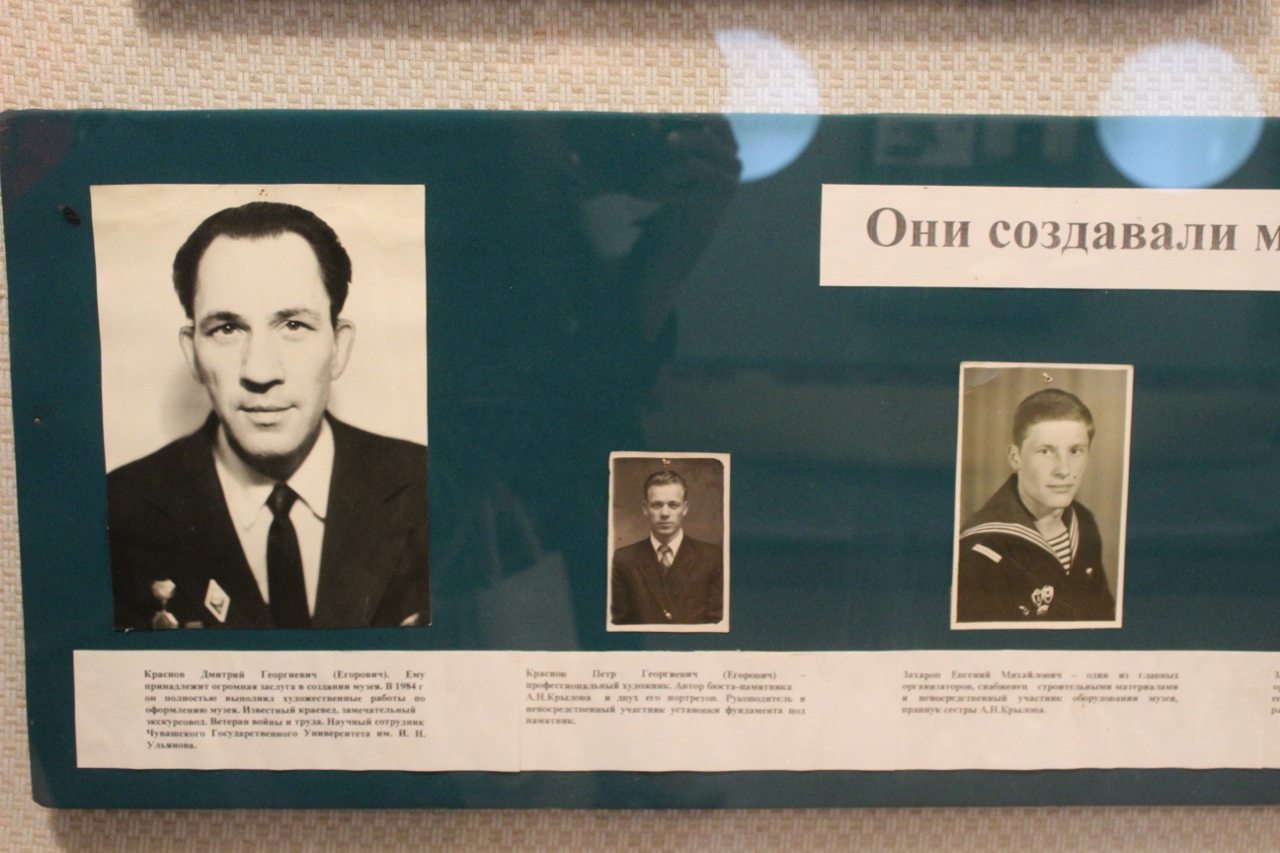 Они создавали м
Краснов Дмитрий Георгиевич (Егорович). Ему
принадлежит огромная заслуга в создании музея. В 1984 г
он полностью выполнил художественные работы по
оформлению музея. Известный краевед, замечательный
экскурсовод. Ветеран войны и труда. Научный сотрудник
Чувашского Государственного Университета им. И. Н.
Ульянова.
Краснов Петр Георгиевич (Егорович) –
профессиональный художник. Автор бюста-памятника
А.Н.Крылова и двух его портретов. Руководитель и
непосредственный участник установки фундамента под
памятник.
Захаров Евгений Михайлович – один из главных
организаторов, снабженец строительными материалами
и непосредственный участник оборудования музея,
правнук сестры А.Н.Крылова.